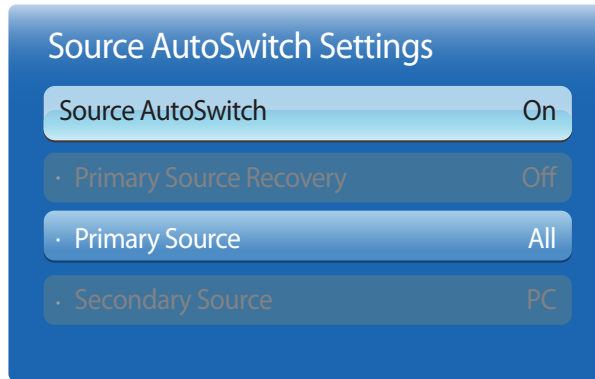 Source AutoSwitch Settings
Source AutoSwitch On
· Primary Source Recovery Off
· Primary Source All
· Secondary Source PC